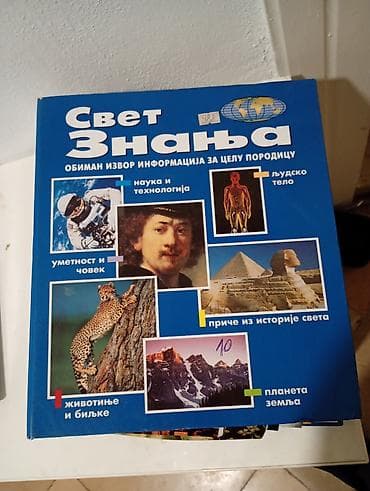 Свет
Знања
ОБИМАН ИЗВОР ИНФОРМАЦИЈА ЗА ЦЕЛУ ПОРОДИЦУ
наука и
технологија
људско
тело
уметност и
човек
приче из историје света
10
животиње
и биљке
планета
земља